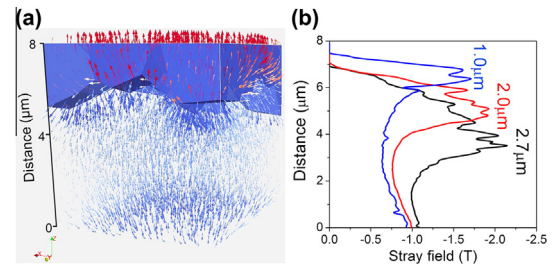 (a)
8
4
0
Distance (μm)
(b)
8
6
4
2
0
Distance (μm)
1.0μm
2.0μm
2.7μm
0.0 -0.5 -1.0 -1.5 -2.0 -2.5
Stray field (T)